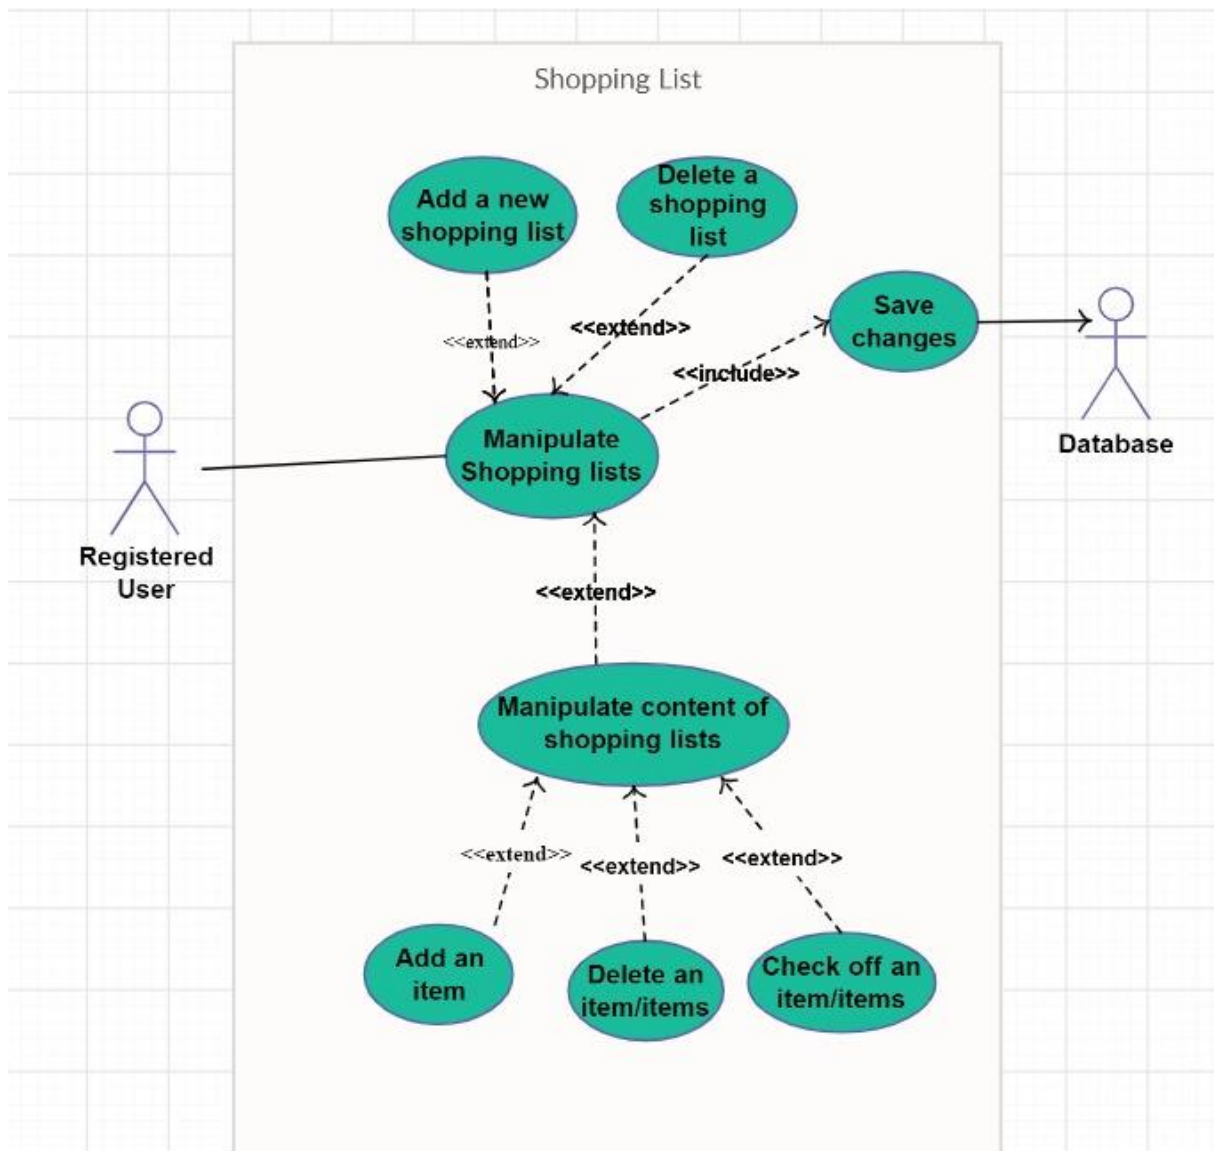 Shopping List
Add a new
shopping list
Delete a
shopping
list
<<extend>>
<<extend>>
Save
changes
<<include>>
Database
Manipulate
Shopping lists
Registered
User
<<extend>>
Manipulate content of
shopping lists
<<extend>>
<<extend>>
<<extend>>
Add an
item
Delete an
item/items
Check off an
item/items